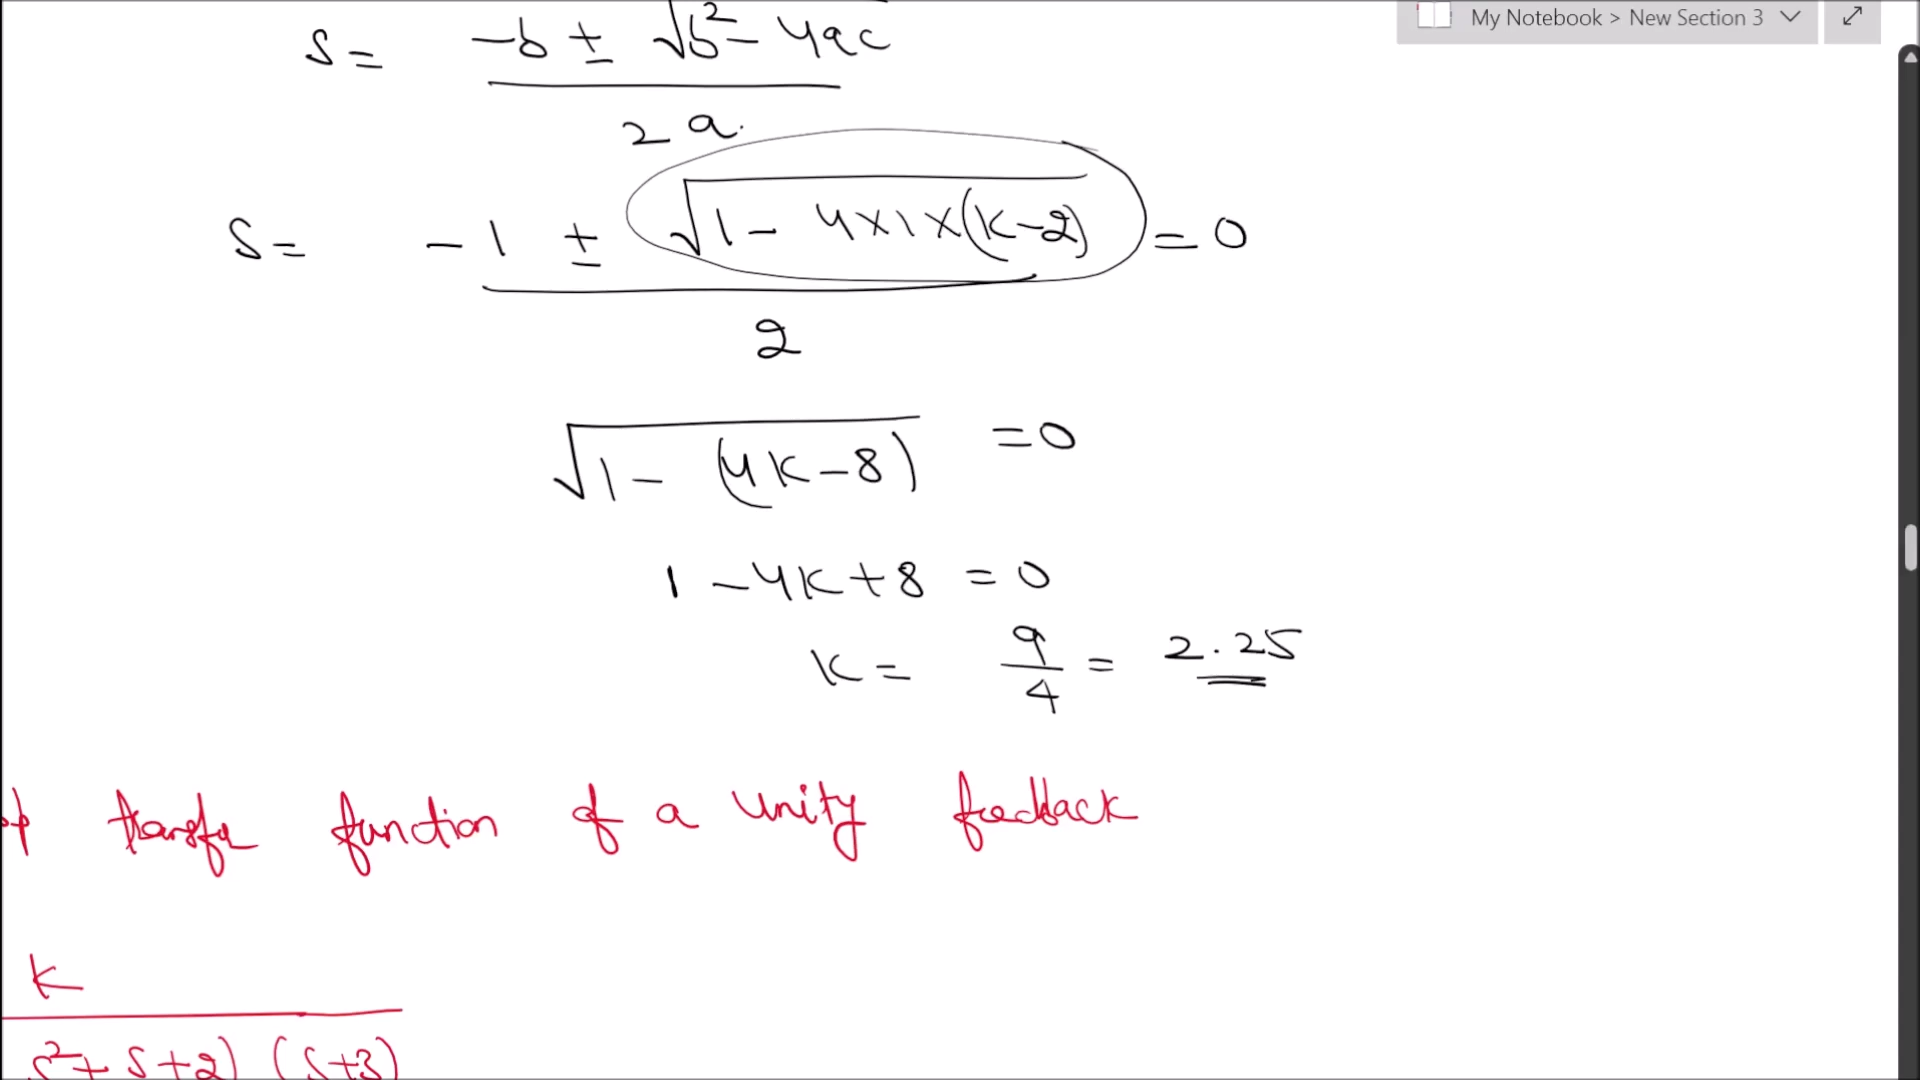 My Notebook > New Section 3
S = -b ± √b² - 4ac
2a.
S = -1 ± √1 - 4×1×(K-2) = 0
2
√1 - (4K-8) = 0
1 - 4K + 8 = 0
K = 9/4 = 2.25
transfer function of a unity feedback
K
s² + s + 2) (s+3)